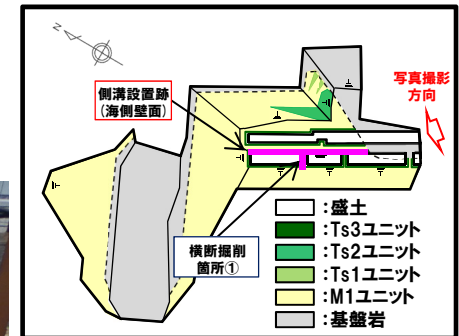 N
側溝設置跡
(海側壁面)
写真撮影
方向
横断掘削
箇所①
:盛土
:Ts3ユニット
:Ts2ユニット
:Ts1ユニット
:M1ユニット
:基盤岩